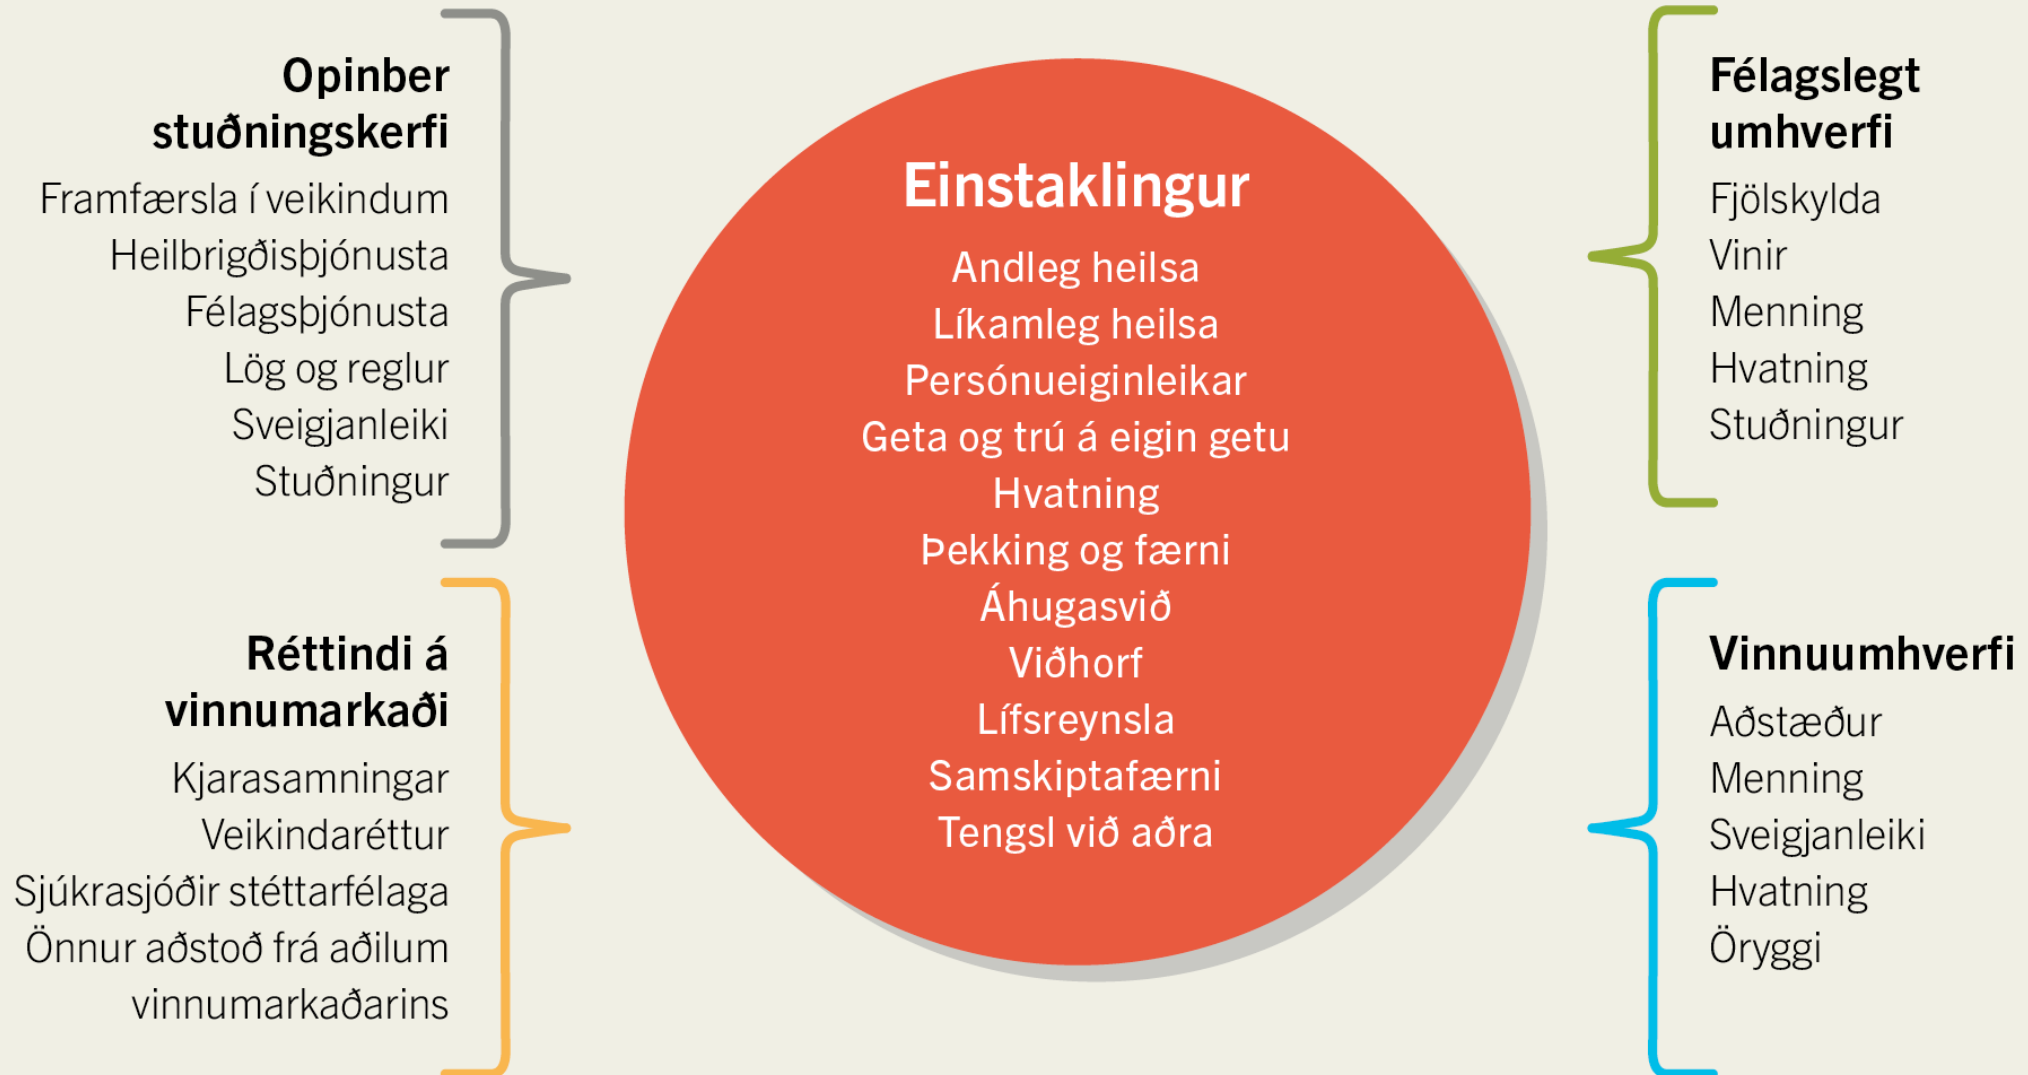 Opinber
stuðningskerfi
Framfærsla í veikindum
Heilbrigðisþjónusta
Félagsþjónusta
Lög og reglur
Sveigjanleiki
Stuðningur
Réttindi á
vinnumarkaði
Kjarasamningar
Veikindaréttur
Sjúkrasjóðir stéttarfélaga
Önnur aðstoð frá aðilum
vinnumarkaðarins
Einstaklingur
Andleg heilsa
Líkamleg heilsa
Persónueiginleikar
Geta og trú á eigin getu
Hvatning
Þekking og færni
Áhugasvið
Viðhorf
Lífsreynsla
Samskiptafærni
Tengsl við aðra
Félagslegt
umhverfi
Fjölskylda
Vinir
Menning
Hvatning
Stuðningur
Vinnuumhverfi
Aðstæður
Menning
Sveigjanleiki
Hvatning
Öryggi